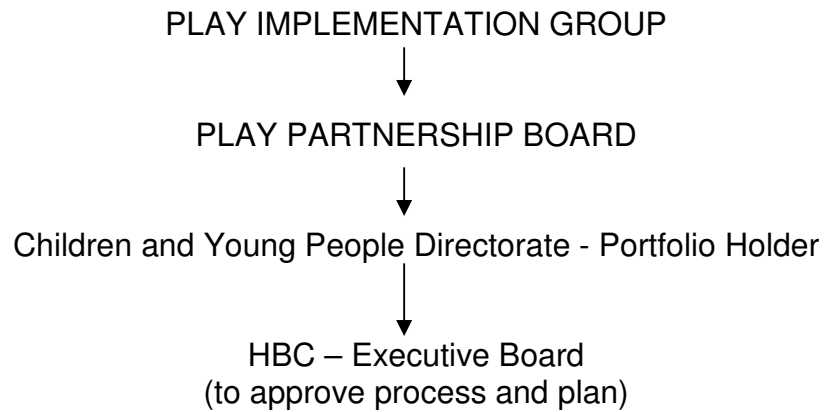 PLAY IMPLEMENTATION GROUP
PLAY PARTNERSHIP BOARD
Children and Young People Directorate - Portfolio Holder
HBC – Executive Board
(to approve process and plan)